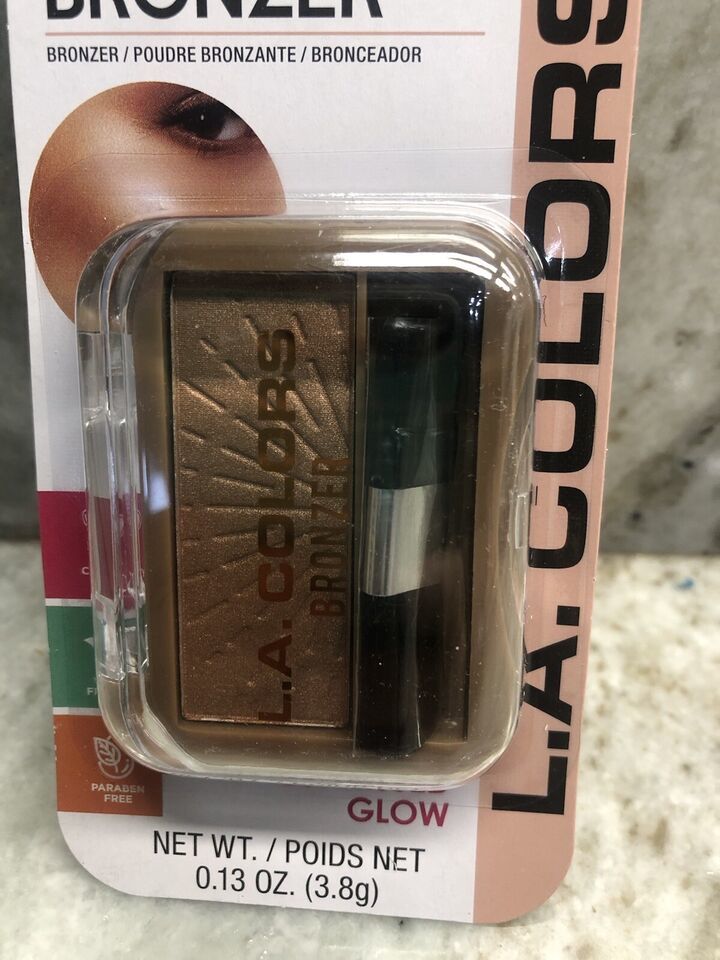 BRONZER
BRONZER / POUDRE BRONZANTE / BRONCEADOR
L.A. COLORS
L.A. COLORS
BRONZER
PARABEN
FREE
GLOW
NET WT. / POIDS NET
0.13 OZ. (3.8g)